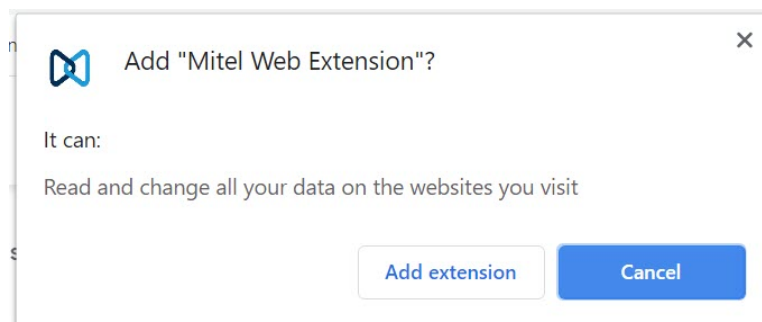 Add "Mitel Web Extension"?
It can:
Read and change all your data on the websites you visit
Add extension
Cancel